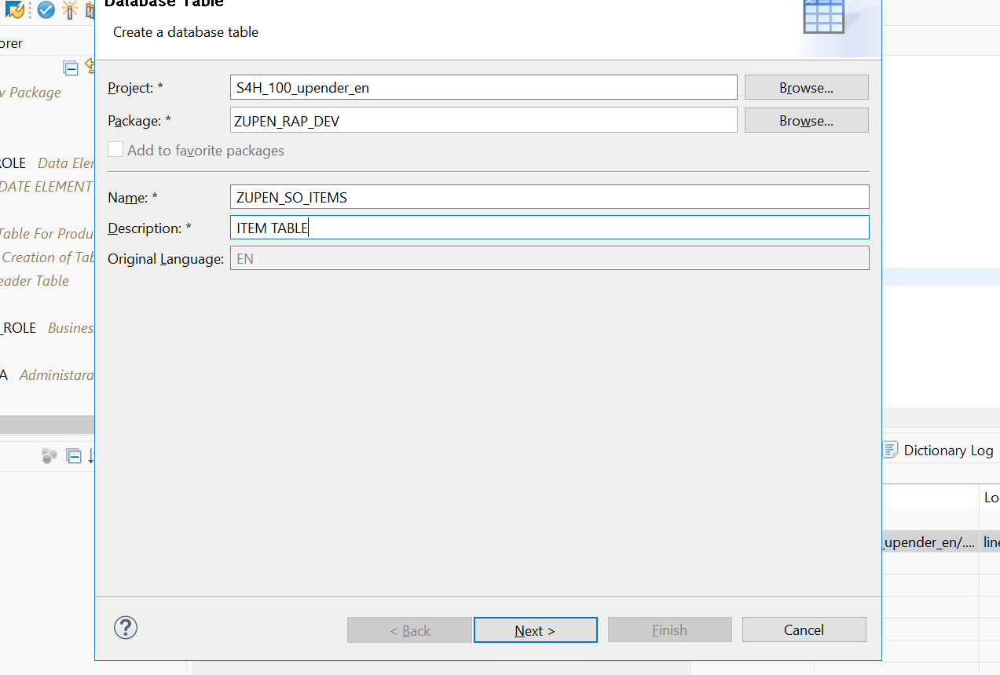 Database Table
Create a database table
orer
Project: * S4H_100_upender_en Browse...
v Package
Package: * ZUPEN_RAP_DEV Browse...
Add to favorite packages
ROLE Data Eler
DATE ELEMENT
Name: * ZUPEN_SO_ITEMS
Description: * ITEM TABLE
Table For Produ
Creation of Tab
Original Language: EN
eader Table
_ROLE Business
A Administara
Dictionary Log
Lo
_upender_en/.... line
?
< Back Next > Finish Cancel